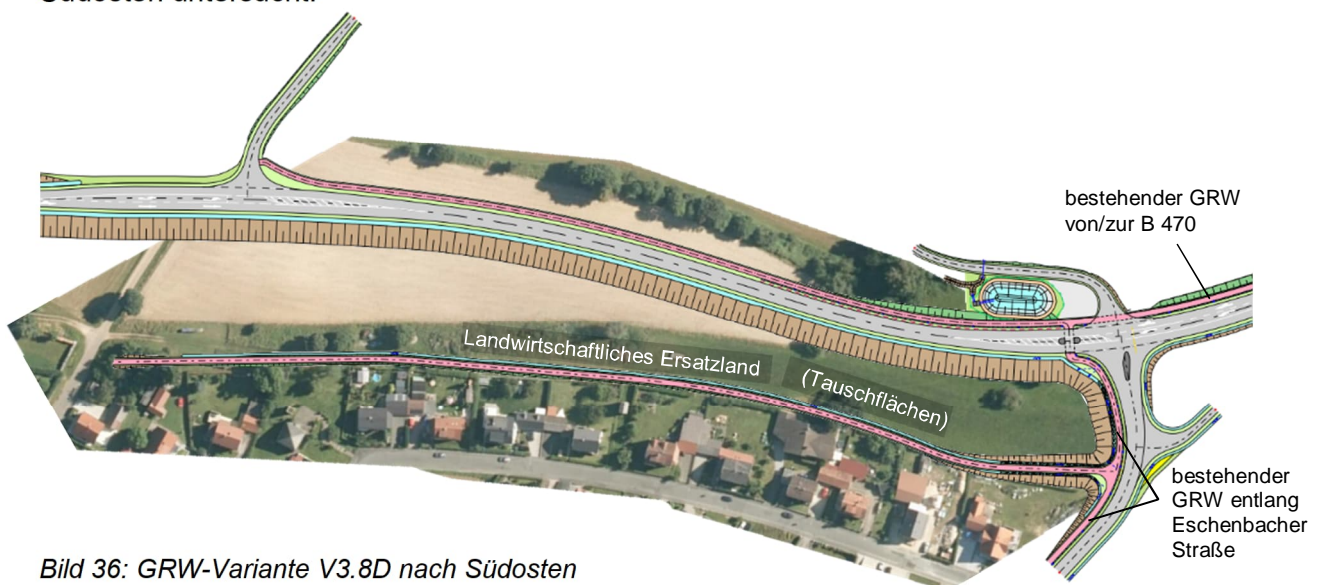 Südosten untersucht.
bestehender GRW
von/zur B 470
Landwirtschaftliches Ersatzland
(Tauschflächen)
bestehender
GRW entlang
Eschenbacher
Straße
Bild 36: GRW-Variante V3.8D nach Südosten